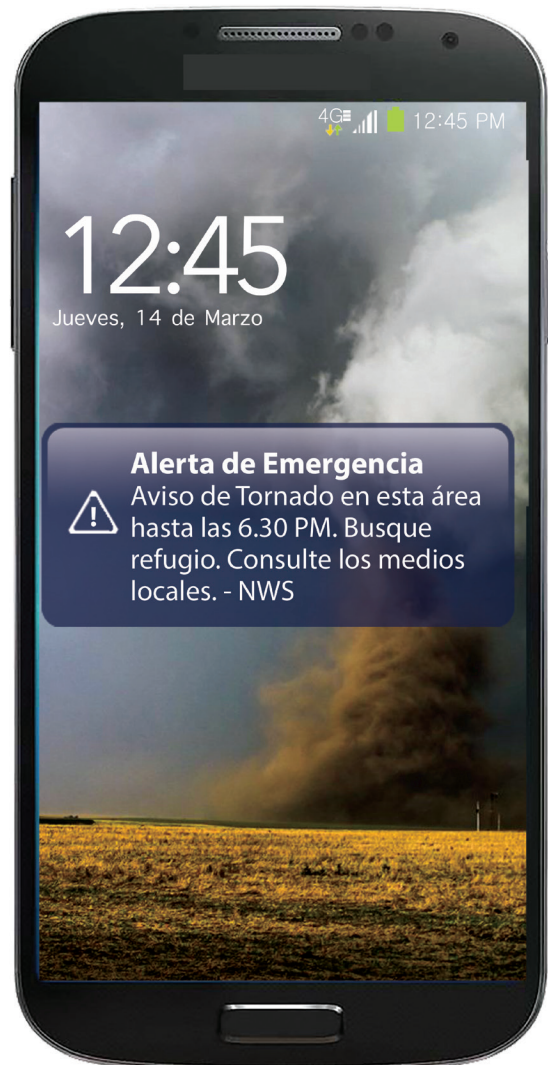 4G 12:45 PM
12:45
Jueves, 14 de Marzo
Alerta de Emergencia
Aviso de Tornado en esta área
hasta las 6.30 PM. Busque
refugio. Consulte los medios
locales. - NWS